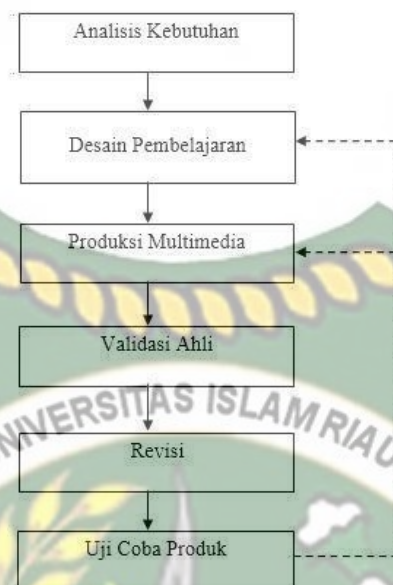 Analisis Kebutuhan
Desain Pembelajaran
Produksi Multimedia
Validasi Ahli
UNIVERSITAS ISLAM RIAU
Revisi
Uji Coba Produk